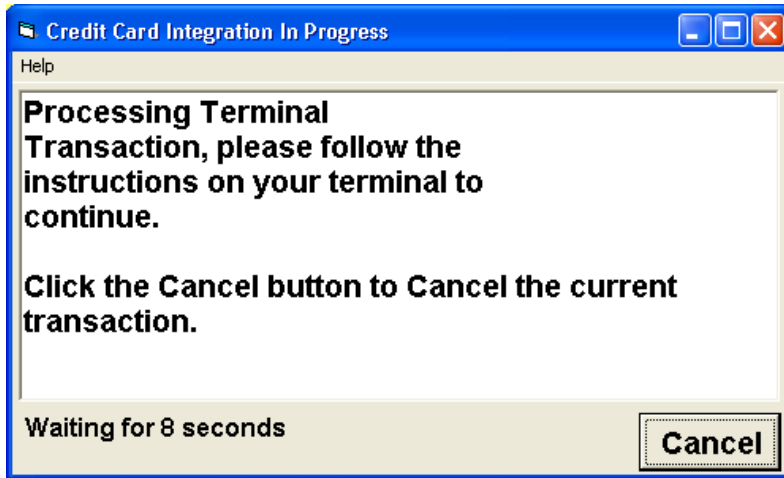 Credit Card Integration In Progress
Help
Processing Terminal
Transaction, please follow the
instructions on your terminal to
continue.
Click the Cancel button to Cancel the current
transaction.
Waiting for 8 seconds
Cancel